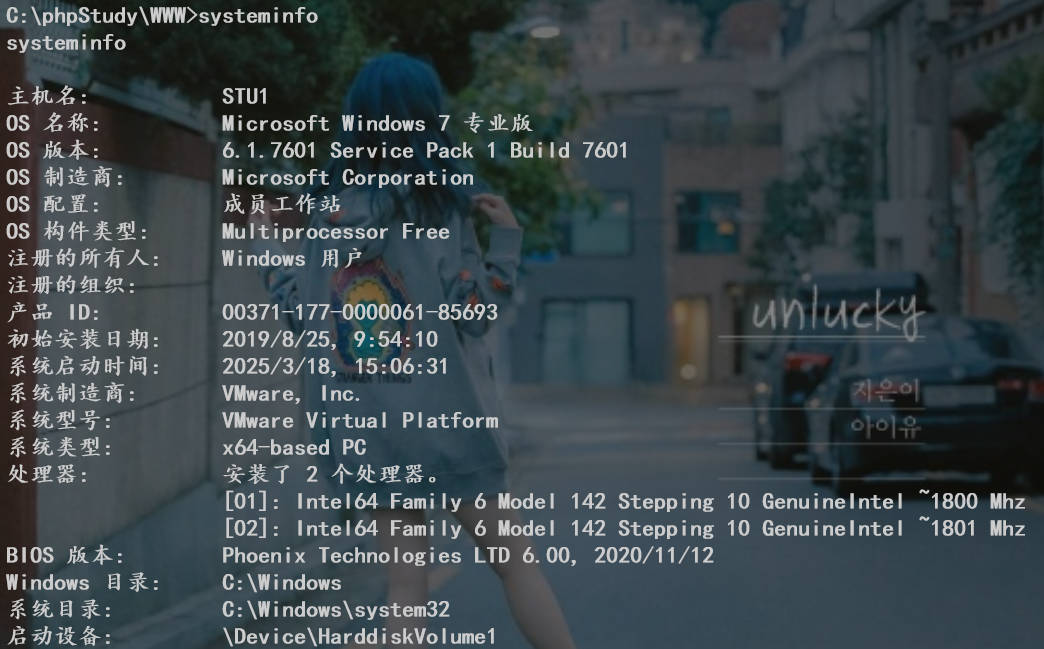 C:\phpStudy\WWW>systeminfo
systeminfo
主机名: STU1
OS 名称: Microsoft Windows 7 专业版
OS 版本: 6.1.7601 Service Pack 1 Build 7601
OS 制造商: Microsoft Corporation
OS 配置: 成员工作站
OS 构件类型: Multiprocessor Free
注册的所有人: Windows 用户
注册的组织:
产品 ID: 00371-177-0000061-85693
初始安装日期: 2019/8/25, 9:54:10
系统启动时间: 2025/3/18, 15:06:31
系统制造商: VMware, Inc.
系统型号: VMware Virtual Platform
系统类型: x64-based PC
处理器: 安装了 2 个处理器。
[01]: Intel64 Family 6 Model 142 Stepping 10 GenuineIntel ~1800 Mhz
[02]: Intel64 Family 6 Model 142 Stepping 10 GenuineIntel ~1801 Mhz
BIOS 版本: Phoenix Technologies LTD 6.00, 2020/11/12
Windows 目录: C:\Windows
系统目录: C:\Windows\system32
启动设备: \Device\HarddiskVolume1
unlucky
지은이
아이유